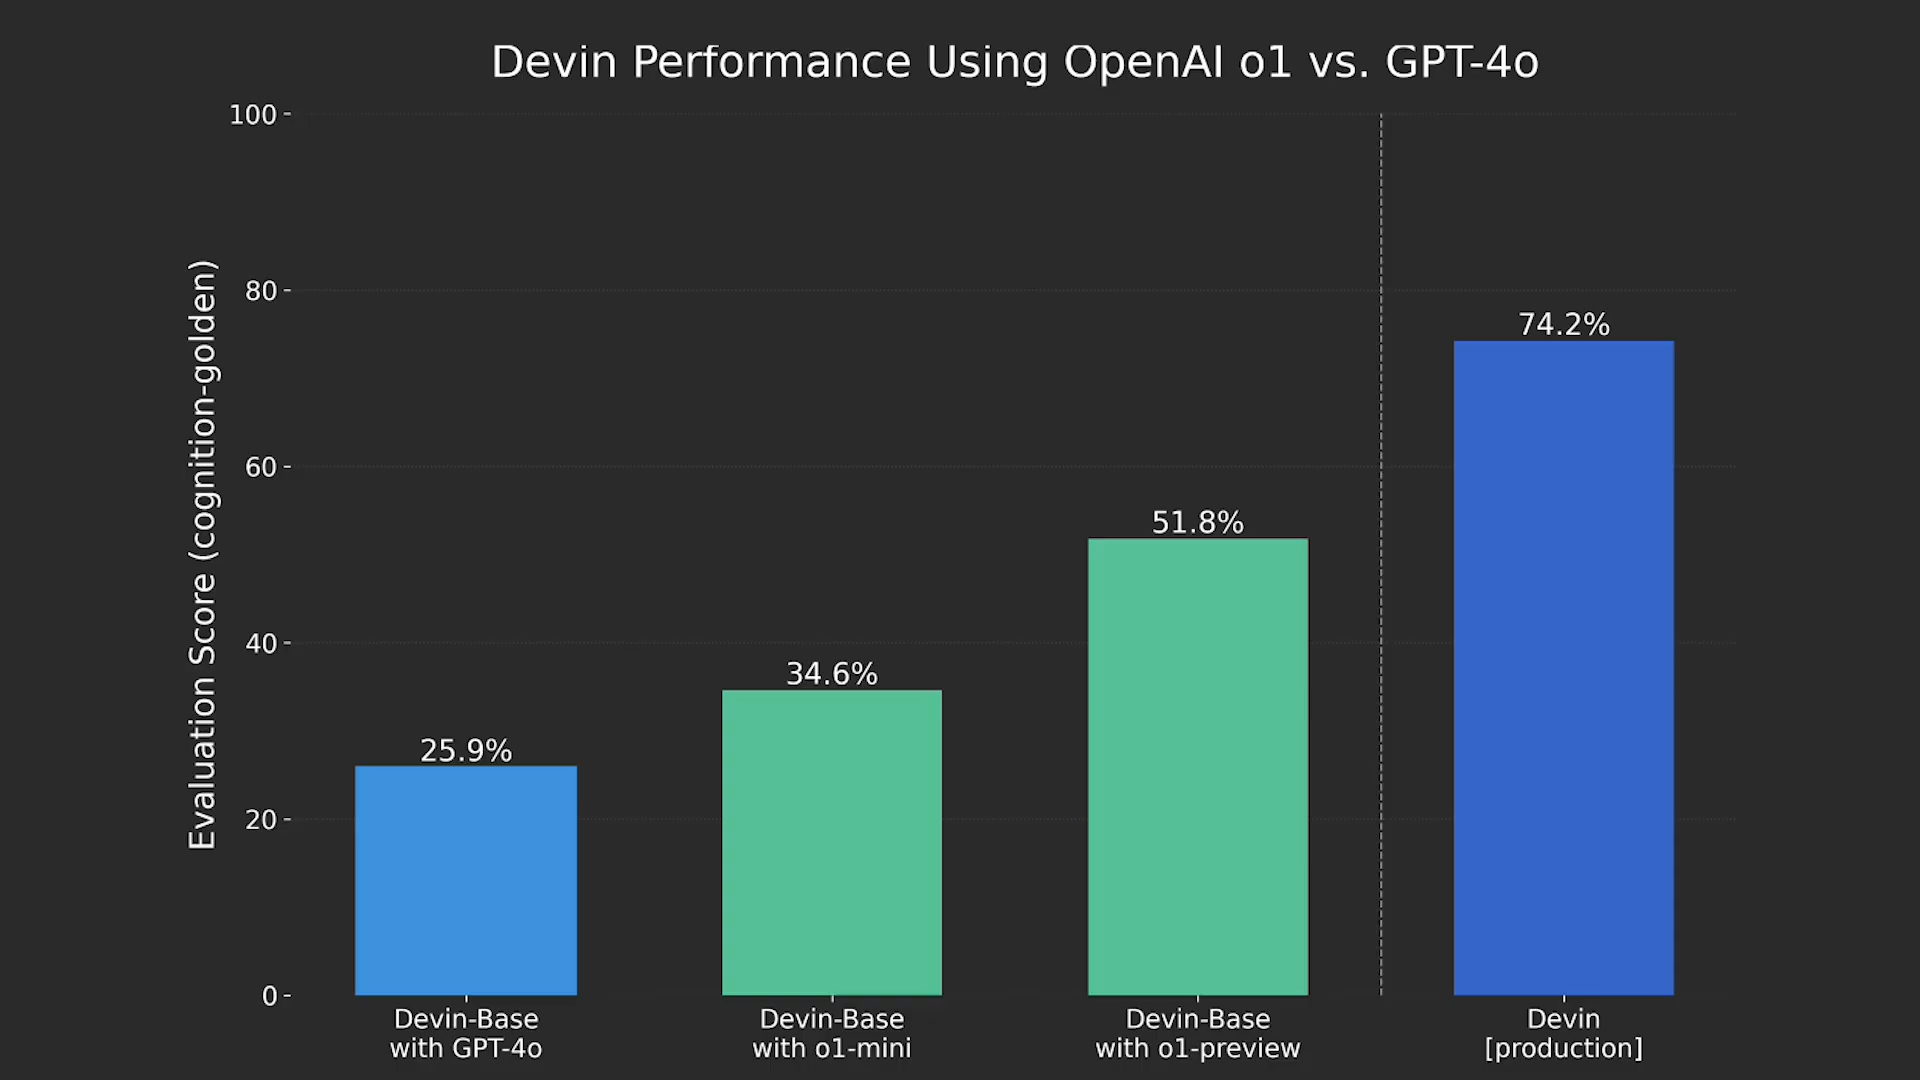 Devin Performance Using OpenAI o1 vs. GPT-4o
Evaluation Score (cognition-golden)
100
80
60
40
20
0
25.9%
34.6%
51.8%
74.2%
Devin-Base
with GPT-4o
Devin-Base
with o1-mini
Devin-Base
with o1-preview
Devin
[production]